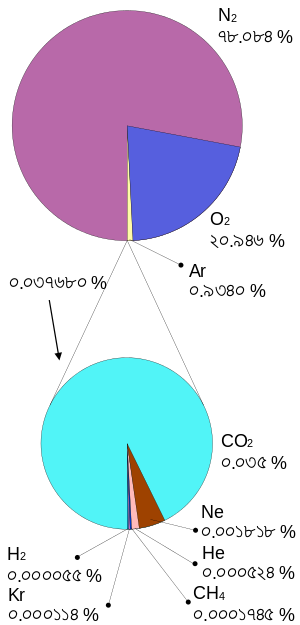 N₂
৭৮.০৮৪ %
O₂
২০.৯৪৬ %
Ar
০.৯৩৪০ %
০.০৩৭৬৮০ %
CO₂
০.০৩৫ %
Ne
০.০০১৮১৮ %
He
০.০০০৫২৪ %
CH₄
০.০০০১৭৪৫ %
H₂
০.০০০০৫৫ %
Kr
০.০০০১১৪ %